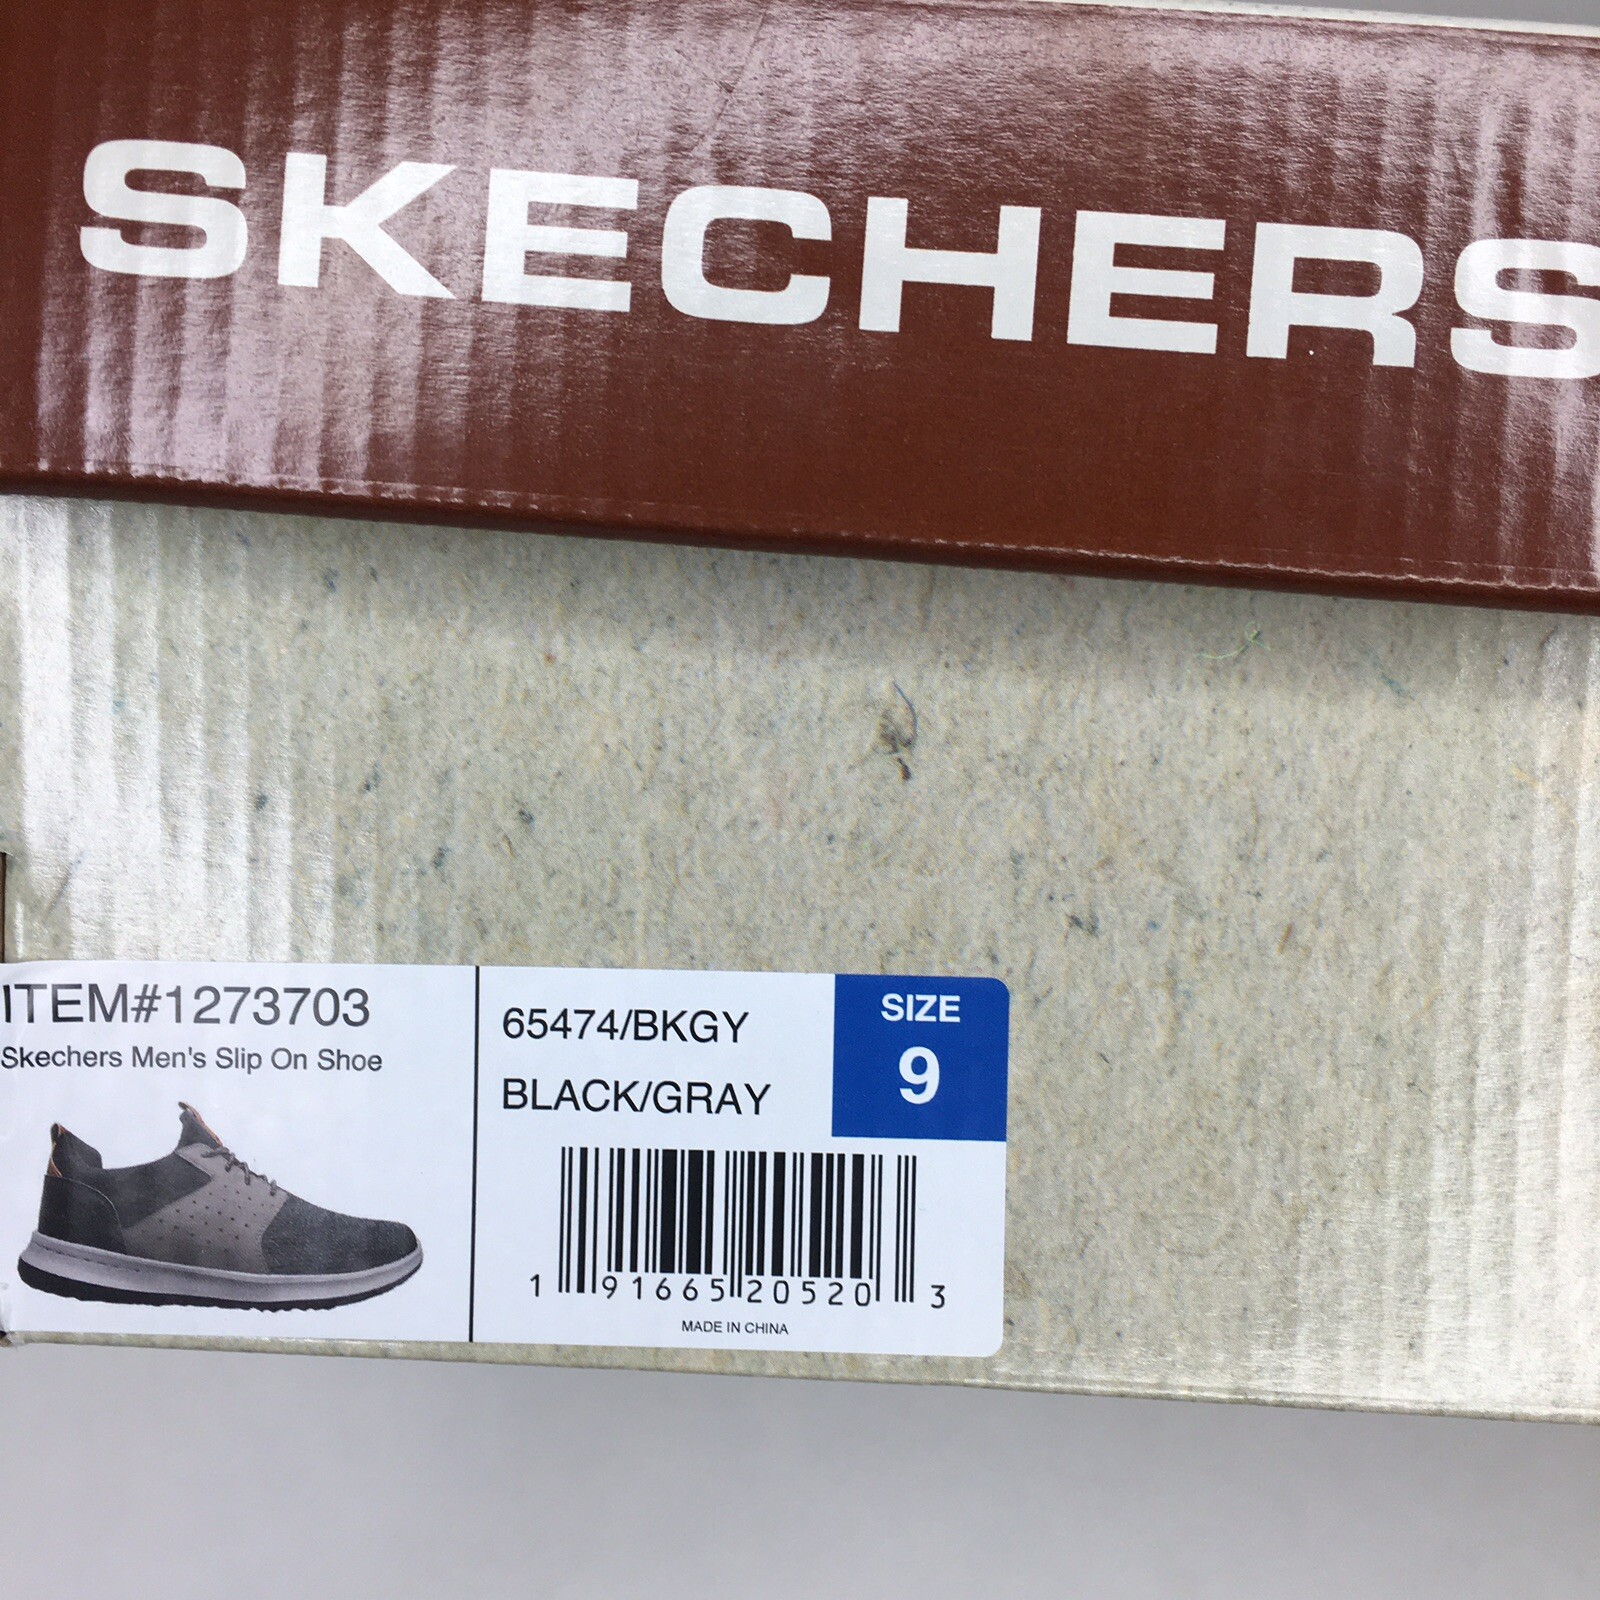 SKECHERS
ITEM#1273703
Skechers Men's Slip On Shoe
65474/BKGY
BLACK/GRAY
SIZE
9
1 91665 20520 3
MADE IN CHINA